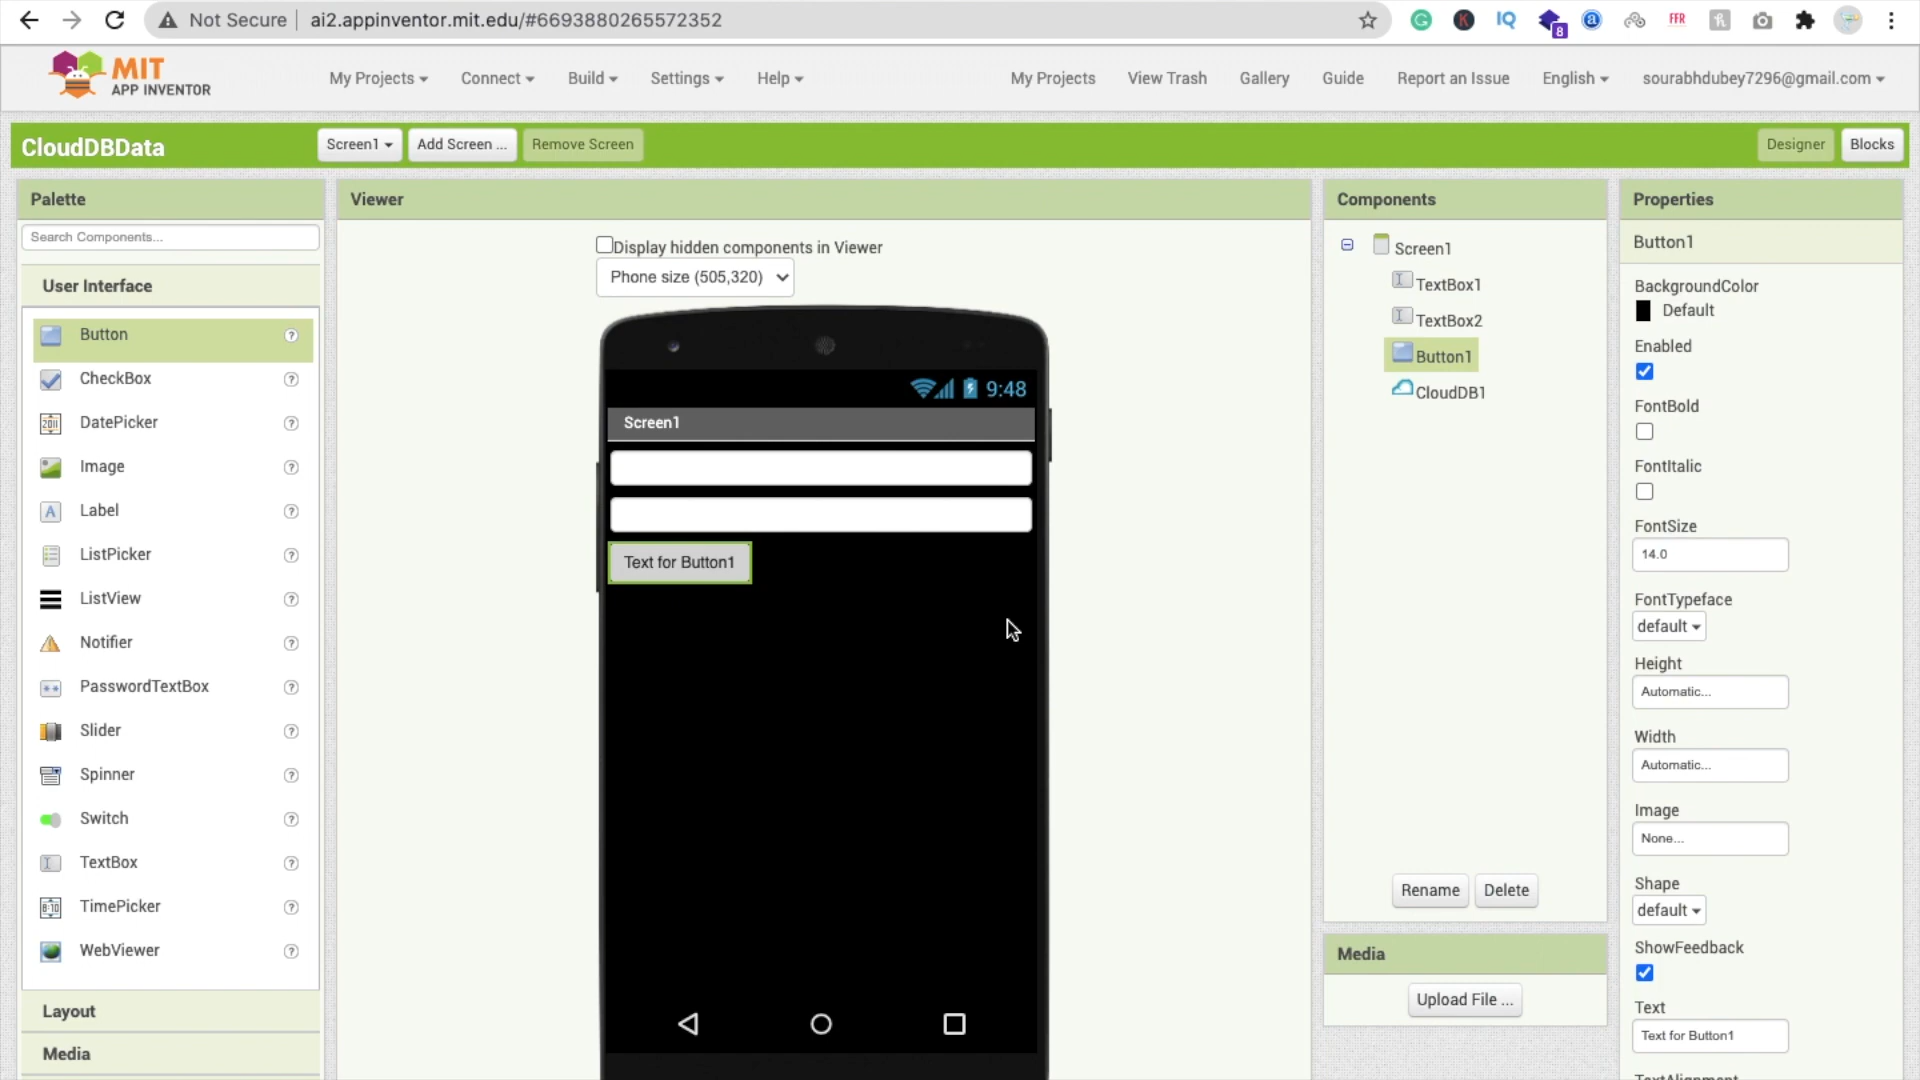 Not Secure ai2.appinventor.mit.edu/#6693880265572352
K IQ 8 a FFR
MIT
APP INVENTOR
My Projects Connect Build Settings Help My Projects View Trash Gallery Guide Report an Issue English sourabhdubey7296@gmail.com
CloudDBData Screen1 Add Screen ... Remove Screen Designer Blocks
Palette
Search Components...
User Interface
Button ?
CheckBox ?
DatePicker ?
Image ?
Label ?
ListPicker ?
ListView ?
Notifier ?
PasswordTextBox ?
Slider ?
Spinner ?
Switch ?
TextBox ?
TimePicker ?
WebViewer ?
Layout
Media
Viewer
Display hidden components in Viewer
Phone size (505,320)
9:48
Screen1
Text for Button1
Components
Screen1
TextBox1
TextBox2
Button1
CloudDB1
Rename Delete
Media
Upload File ...
Properties
Button1
BackgroundColor
Default
Enabled
FontBold
FontItalic
FontSize
14.0
FontTypeface
default
Height
Automatic...
Width
Automatic...
Image
None...
Shape
default
ShowFeedback
Text
Text for Button1
TextAlignment